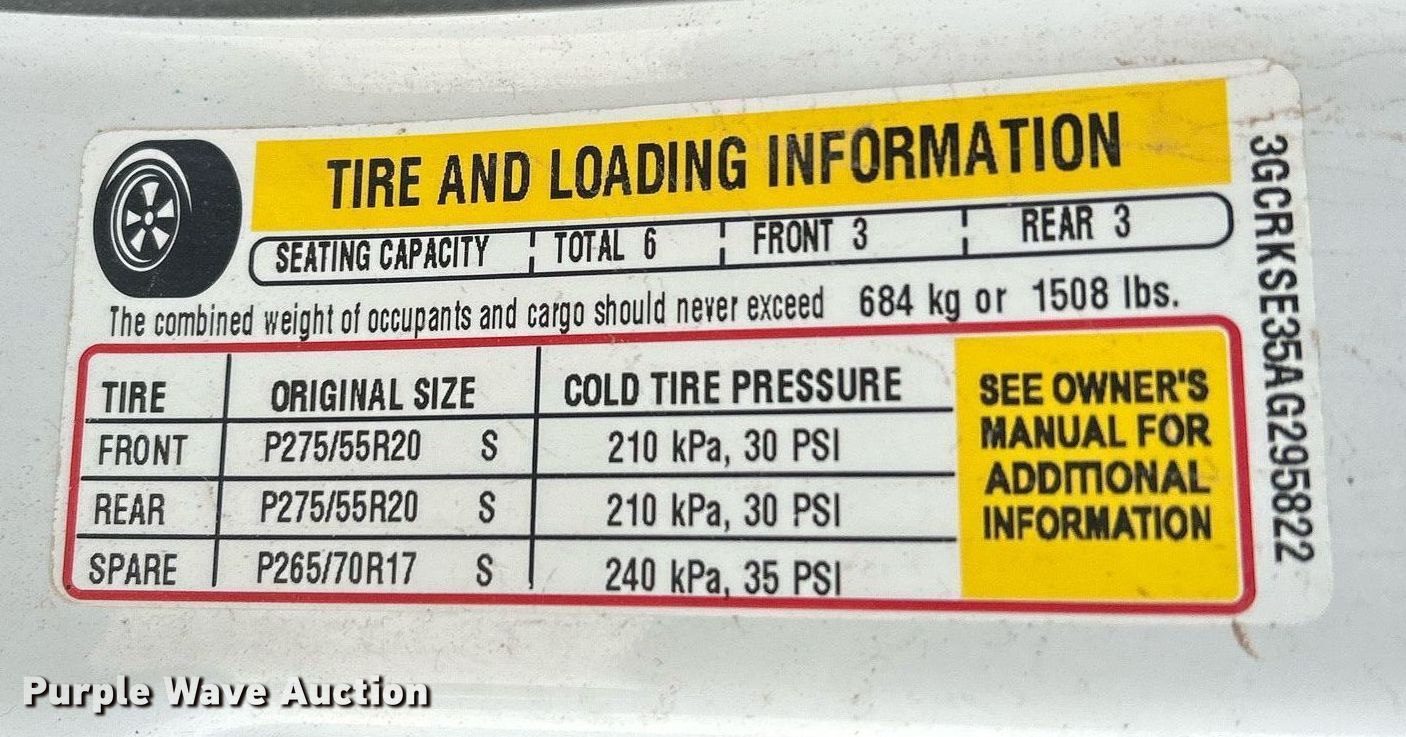 TIRE AND LOADING INFORMATION
SEATING CAPACITY TOTAL 6 FRONT 3 REAR 3
The combined weight of occupants and cargo should never exceed 684 kg or 1508 lbs.
TIRE ORIGINAL SIZE COLD TIRE PRESSURE
FRONT P275/55R20 S 210 kPa, 30 PSI
REAR P275/55R20 S 210 kPa, 30 PSI
SPARE P265/70R17 S 240 kPa, 35 PSI
SEE OWNER'S
MANUAL FOR
ADDITIONAL
INFORMATION
3GCRKSE35AG295822
Purple Wave Auction